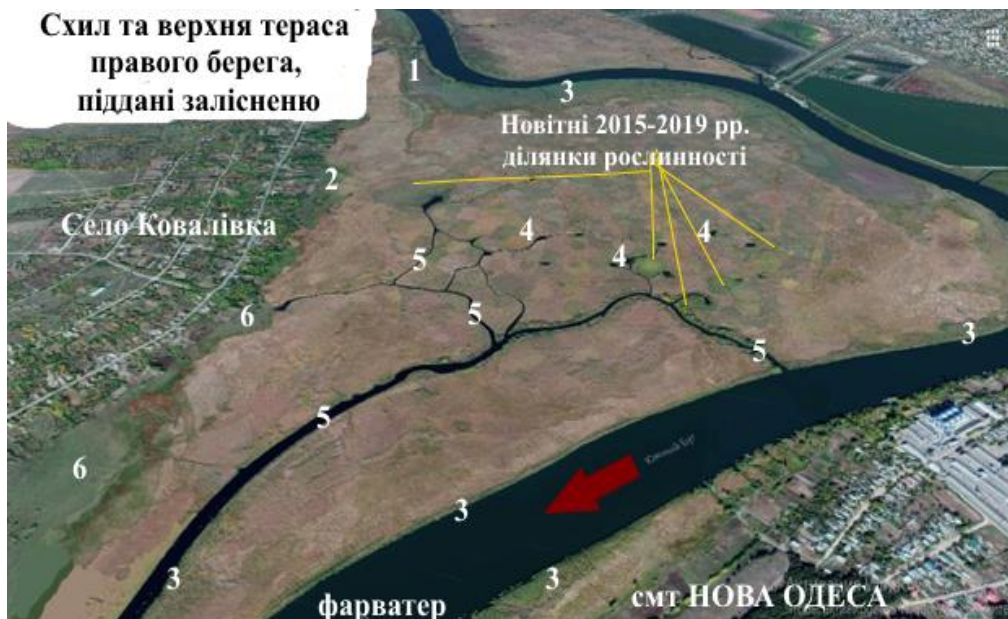 Схил та верхня тераса
правого берега,
піддані залісненю
1
3
Новітні 2015-2019 рр.
ділянки рослинності
2
Село Ковалівка
4
4
4
5
6
5
3
5
5
6
3
3
3
смт НОВА ОДЕСА
фарватер